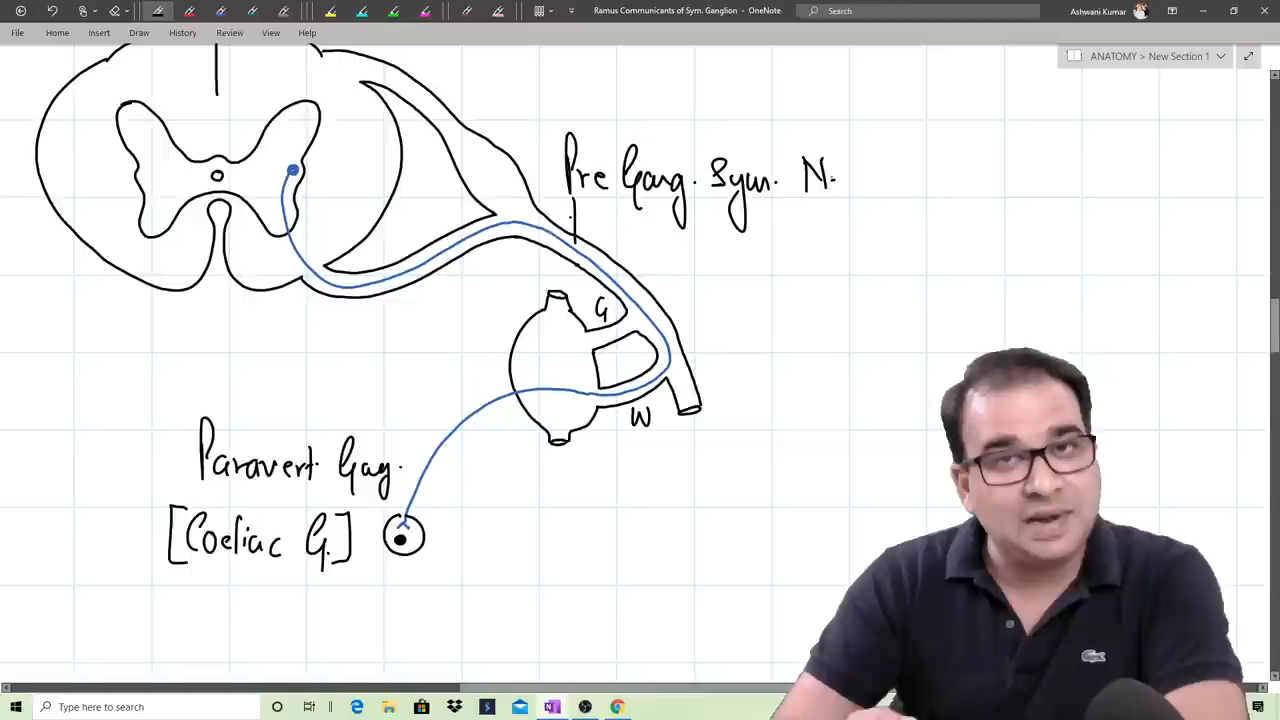 Ramus Communicants of Sym. Ganglion - OneNote
Search
Ashwani Kumar
File Home Insert Draw History Review View Help
ANATOMY > New Section 1
Pre Gang. Sym. N.
G
W
Paravert. Gag.
[Coeliac G.]
Type here to search